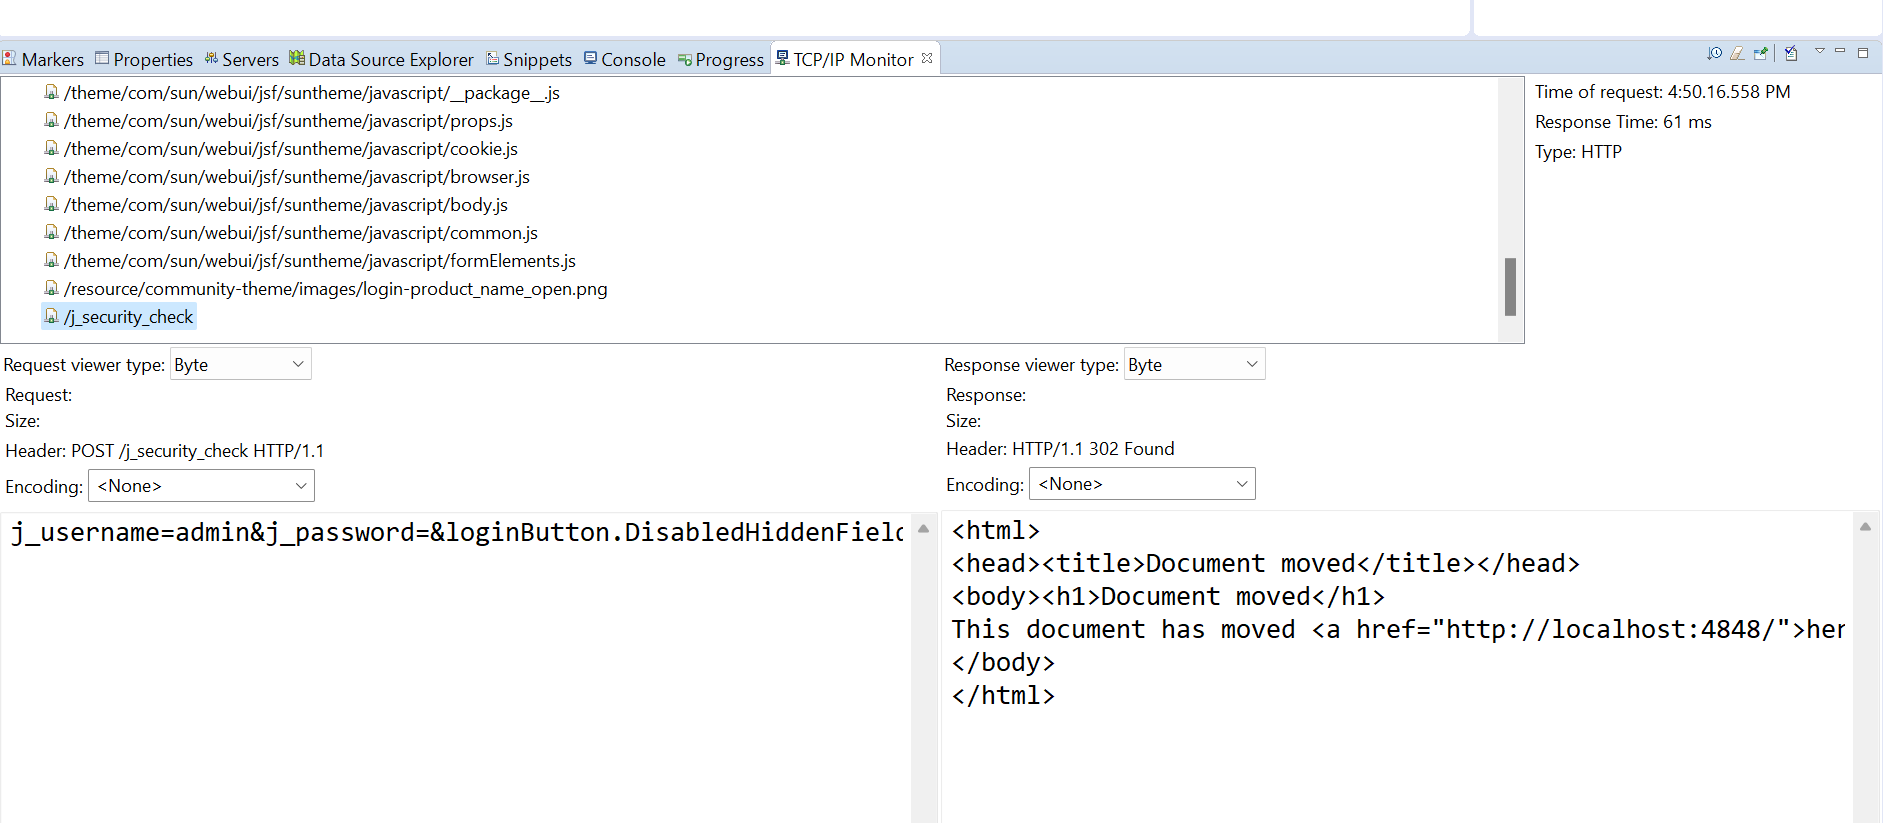 Markers Properties Servers Data Source Explorer Snippets Console Progress TCP/IP Monitor
/theme/com/sun/webui/jsf/suntheme/javascript/__package__.js
/theme/com/sun/webui/jsf/suntheme/javascript/props.js
/theme/com/sun/webui/jsf/suntheme/javascript/cookie.js
/theme/com/sun/webui/jsf/suntheme/javascript/browser.js
/theme/com/sun/webui/jsf/suntheme/javascript/body.js
/theme/com/sun/webui/jsf/suntheme/javascript/common.js
/theme/com/sun/webui/jsf/suntheme/javascript/formElements.js
/resource/community-theme/images/login-product_name_open.png
/j_security_check
Time of request: 4:50.16.558 PM
Response Time: 61 ms
Type: HTTP
Request viewer type: Byte
Request:
Size:
Header: POST /j_security_check HTTP/1.1
Encoding: <None>
j_username=admin&j_password=&loginButton.DisabledHiddenField
Response viewer type: Byte
Response:
Size:
Header: HTTP/1.1 302 Found
Encoding: <None>
<html>
<head><title>Document moved</title></head>
<body><h1>Document moved</h1>
This document has moved <a href="http://localhost:4848/">her
</body>
</html>